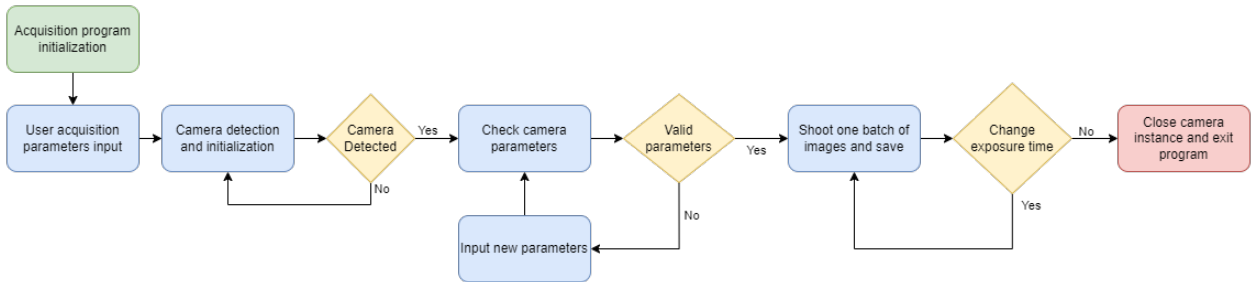 Acquisition program
initialization
User acquisition
parameters input
Camera detection
and initialization
Camera
Detected
Yes
No
Check camera
parameters
Input new parameters
Valid
parameters
Yes
No
Shoot one batch of
images and save
Change
exposure time
No
Yes
Close camera
instance and exit
program